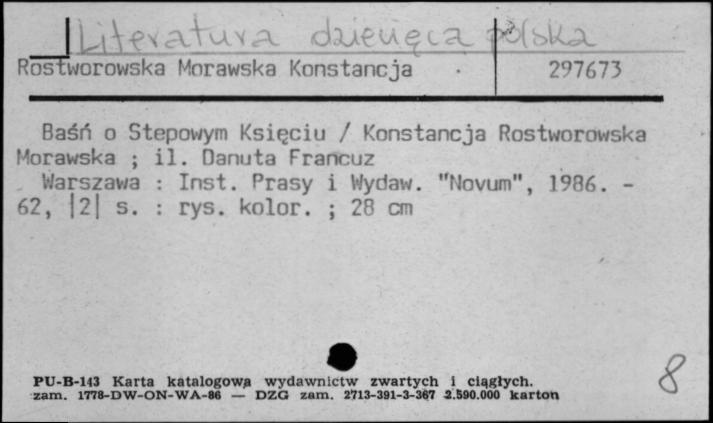 Literatura dziecięca polska
Rostworowska Morawska Konstancja 297673
Baśń o Stepowym Księciu / Konstancja Rostworowska
Morawska ; il. Danuta Francuz
Warszawa : Inst. Prasy i Wydaw. "Novum", 1986. -
62, |2| s. : rys. kolor. ; 28 cm
8
PU-B-143 Karta katalogowa wydawnictw zwartych i ciągłych.
zam. 1778-DW-ON-WA-86 — DZG zam. 2713-391-3-367 2.590.000 karton